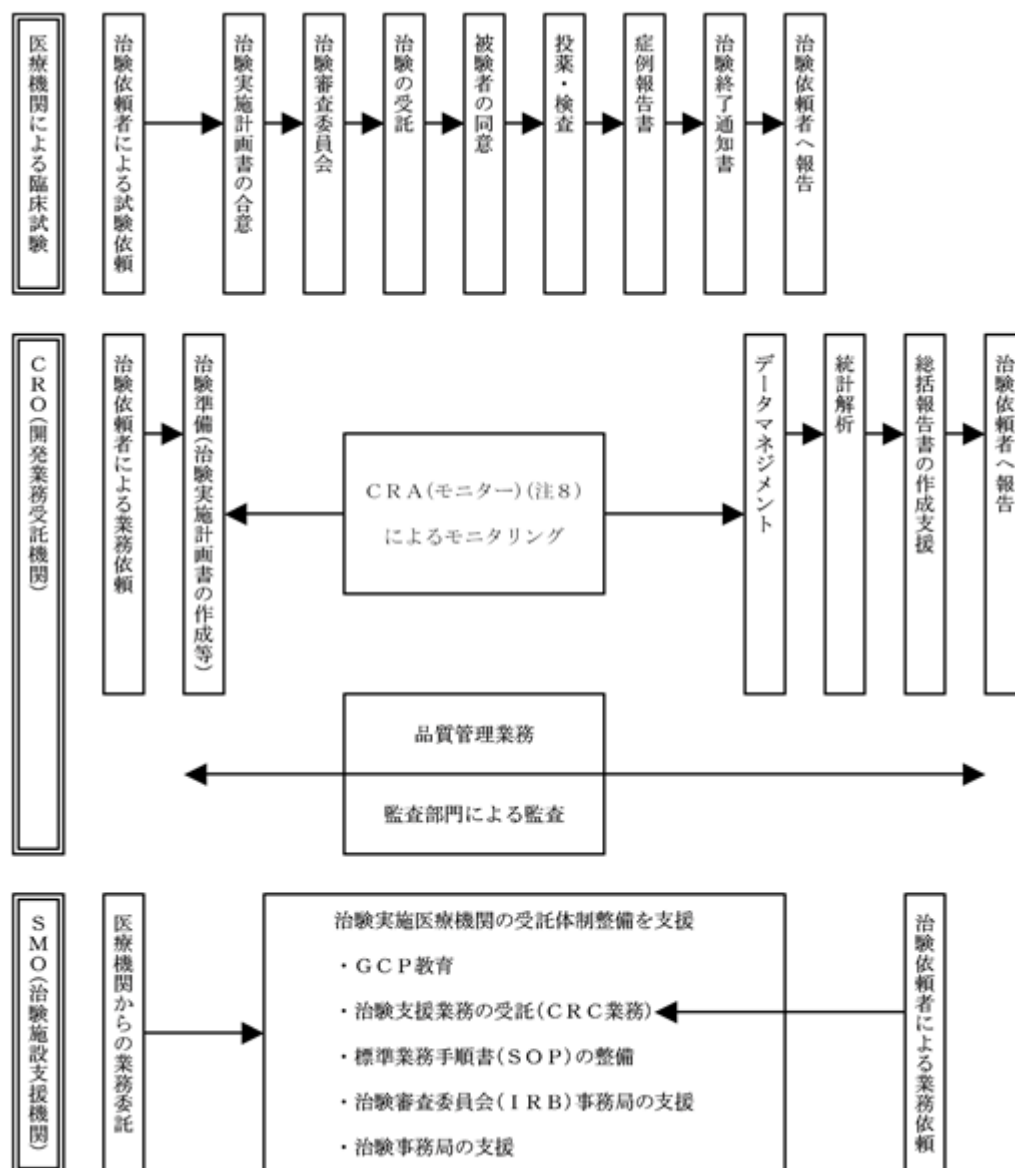 医療機関による臨床試験
治験依頼者による試験依頼
治験実施計画書の合意
治験審査委員会
治験の受託
被験者の同意
投薬・検査
症例報告書
治験終了通知書
治験依頼者へ報告
CRO(開発業務受託機関)
治験依頼者による業務依頼
治験準備(治験実施計画書の作成等)
CRA(モニター)(注8)
によるモニタリング
データマネジメント
統計解析
総括報告書の作成支援
治験依頼者へ報告
品質管理業務
監査部門による監査
SMO(治験施設支援機関)
医療機関からの業務委託
治験実施医療機関の受託体制整備を支援
・GCP教育
・治験支援業務の受託(CRC業務)
・標準業務手順書(SOP)の整備
・治験審査委員会(IRB)事務局の支援
・治験事務局の支援
治験依頼者による業務依頼